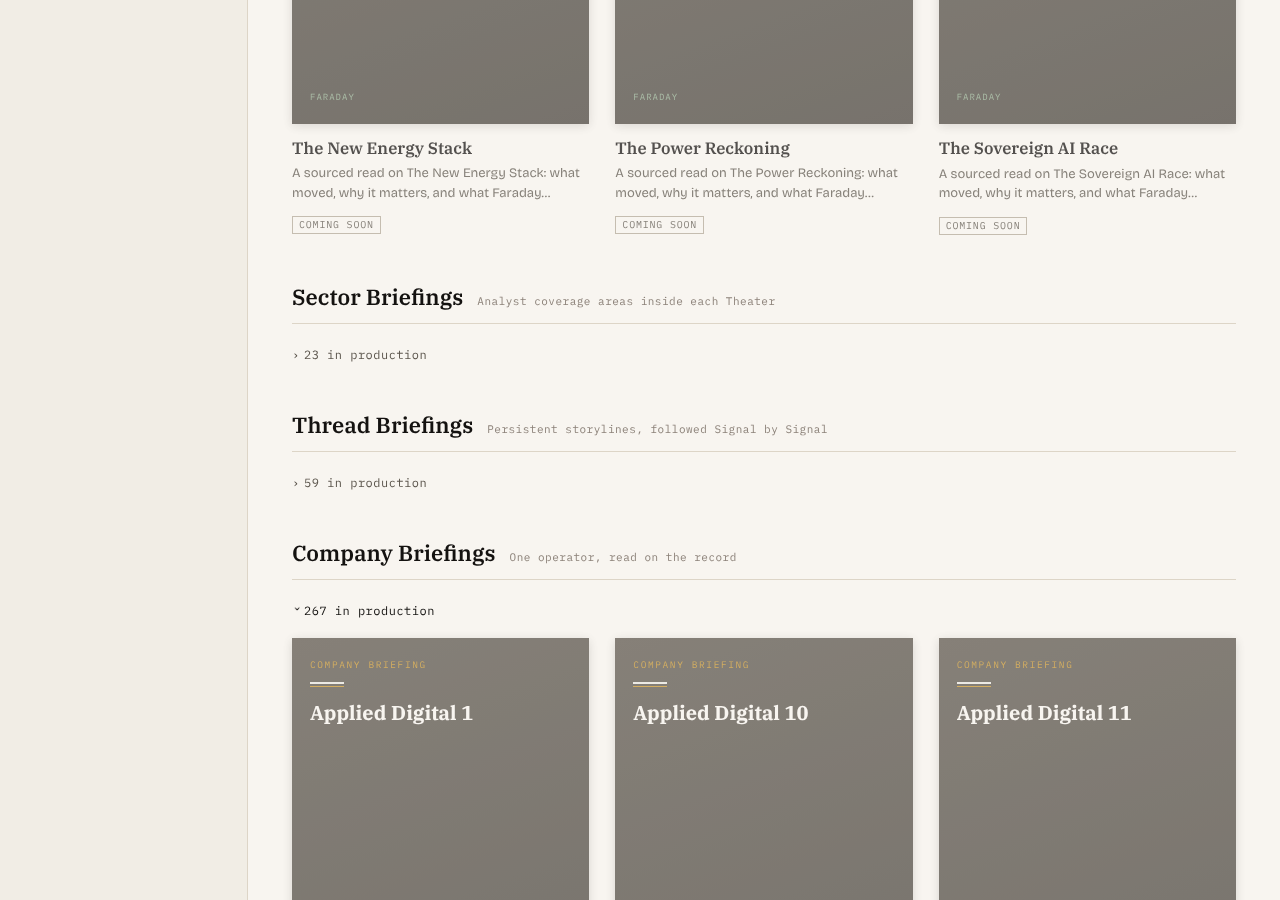 FARADAY
FARADAY
FARADAY
The New Energy Stack
A sourced read on The New Energy Stack: what
moved, why it matters, and what Faraday...
COMING SOON
The Power Reckoning
A sourced read on The Power Reckoning: what
moved, why it matters, and what Faraday...
COMING SOON
The Sovereign AI Race
A sourced read on The Sovereign AI Race: what
moved, why it matters, and what Faraday...
COMING SOON
Sector Briefings Analyst coverage areas inside each Theater
› 23 in production
Thread Briefings Persistent storylines, followed Signal by Signal
› 59 in production
Company Briefings One operator, read on the record
⌄ 267 in production
COMPANY BRIEFING
Applied Digital 1
COMPANY BRIEFING
Applied Digital 10
COMPANY BRIEFING
Applied Digital 11